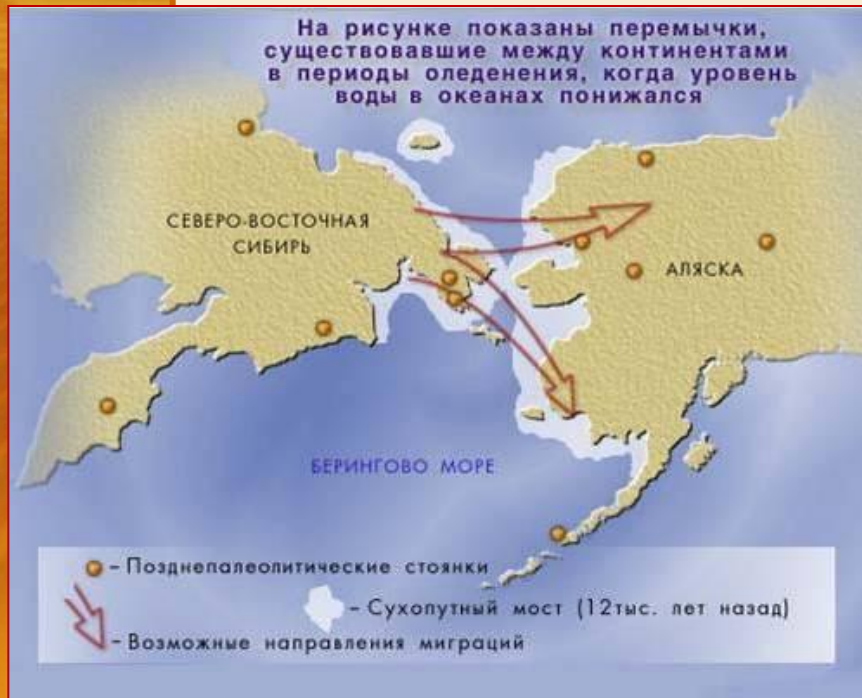 На рисунке показаны перемычки,
существовавшие между континентами
в периоды оледенения, когда уровень
воды в океанах понижался
СЕВЕРО-ВОСТОЧНАЯ
СИБИРЬ
АЛЯСКА
БЕРИНГОВО МОРЕ
– Позднепалеолитические стоянки
– Сухопутный мост (12тыс. лет назад)
– Возможные направления миграций